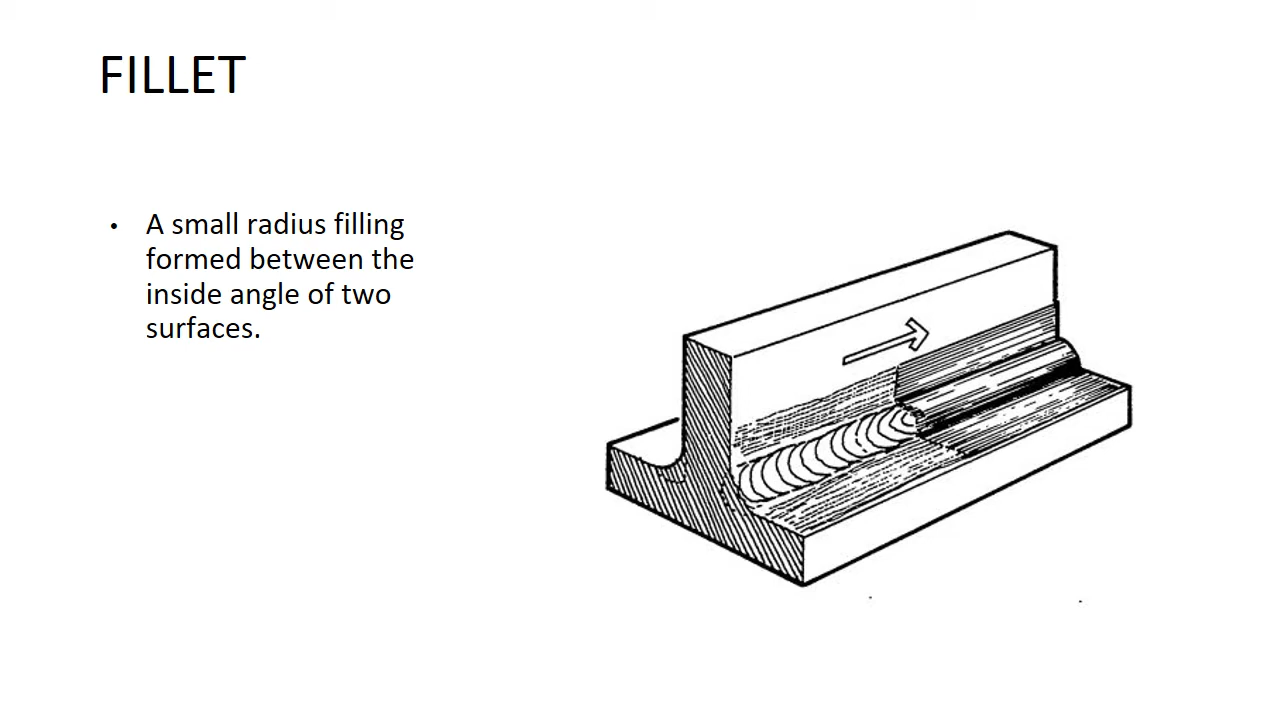 FILLET
• A small radius filling
formed between the
inside angle of two
surfaces.